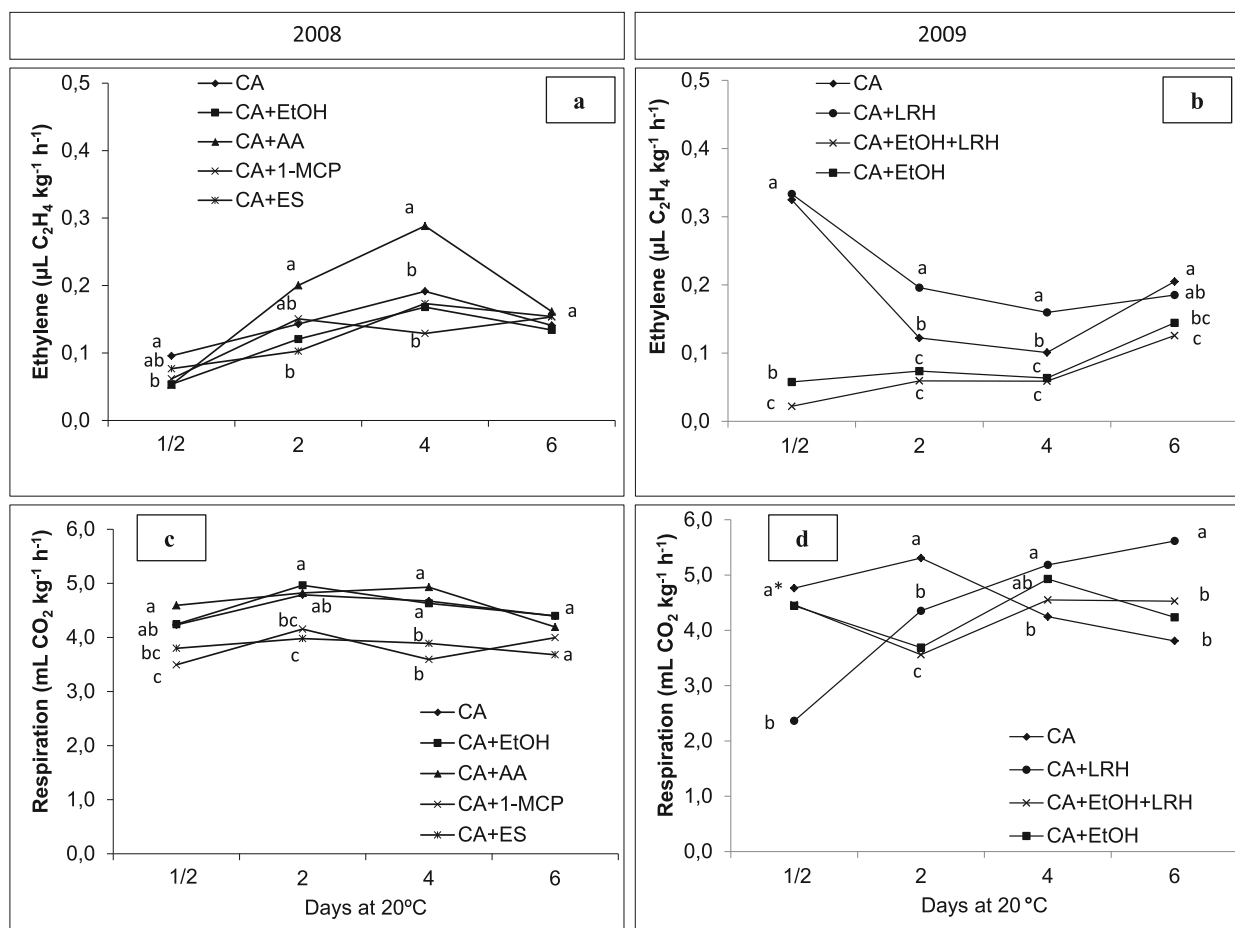 2008
2009
a
0,5
0,4
0,3
0,2
0,1
0,0
Ethylene (µL C₂H₄ kg⁻¹ h⁻¹)
CA
CA+EtOH
CA+AA
CA+1-MCP
CA+ES
a
a
ab
b
a
ab
b
b
b
a
1/2
2
4
6
b
0,5
0,4
0,3
0,2
0,1
0,0
Ethylene (µL C₂H₄ kg⁻¹ h⁻¹)
CA
CA+LRH
CA+EtOH+LRH
CA+EtOH
a
a
a
a
ab
b
b
bc
c
c
c
b
c
c
c
1/2
2
4
6
c
6,0
5,0
4,0
3,0
2,0
1,0
0,0
Respiration (mL CO₂ kg⁻¹ h⁻¹)
a
a
a
ab
a
a
ab
bc
b
bc
c
b
a
c
CA
CA+EtOH
CA+AA
CA+1-MCP
CA+ES
1/2
2
4
6
Days at 20ºC
d
6,0
5,0
4,0
3,0
2,0
1,0
0,0
Respiration (mL CO₂ kg⁻¹ h⁻¹)
a
a
a
a*
b
ab
b
b
b
c
b
CA
CA+LRH
CA+EtOH+LRH
CA+EtOH
1/2
2
4
6
Days at 20 °C